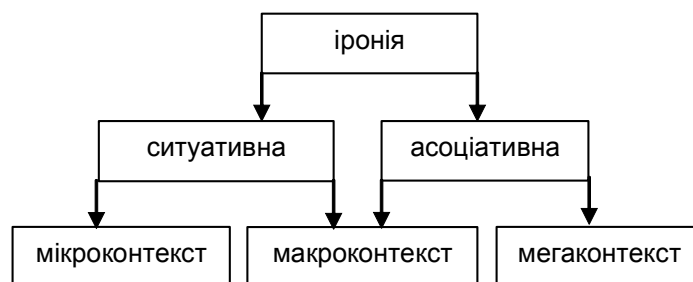 іронія
ситуативна
асоціативна
мікроконтекст
макроконтекст
мегаконтекст